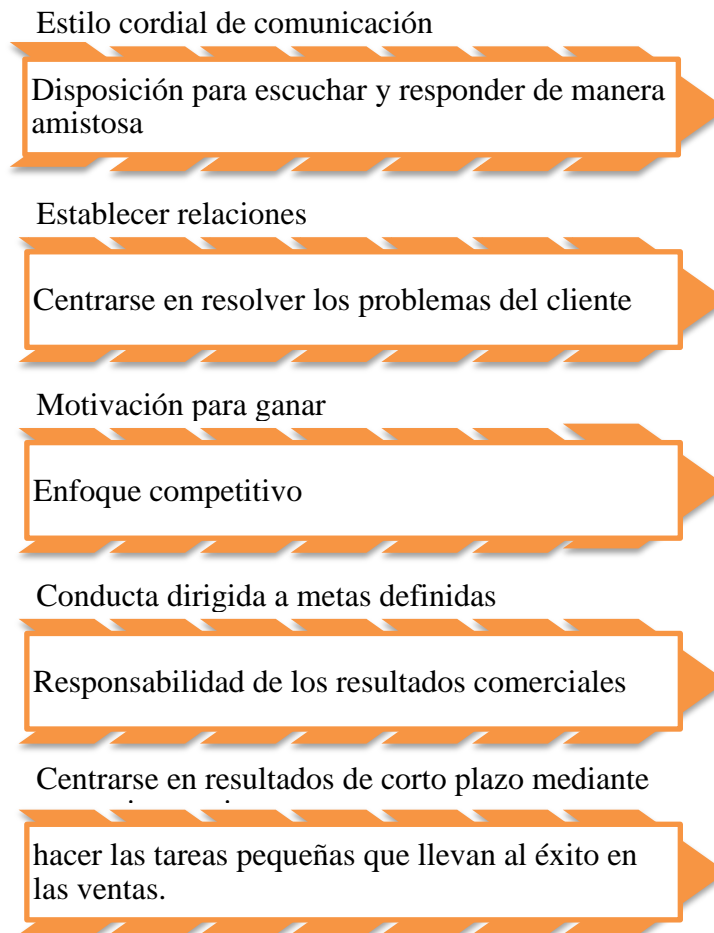 Estilo cordial de comunicación
Disposición para escuchar y responder de manera
amistosa
Establecer relaciones
Centrarse en resolver los problemas del cliente
Motivación para ganar
Enfoque competitivo
Conducta dirigida a metas definidas
Responsabilidad de los resultados comerciales
Centrarse en resultados de corto plazo mediante
hacer las tareas pequeñas que llevan al éxito en
las ventas.